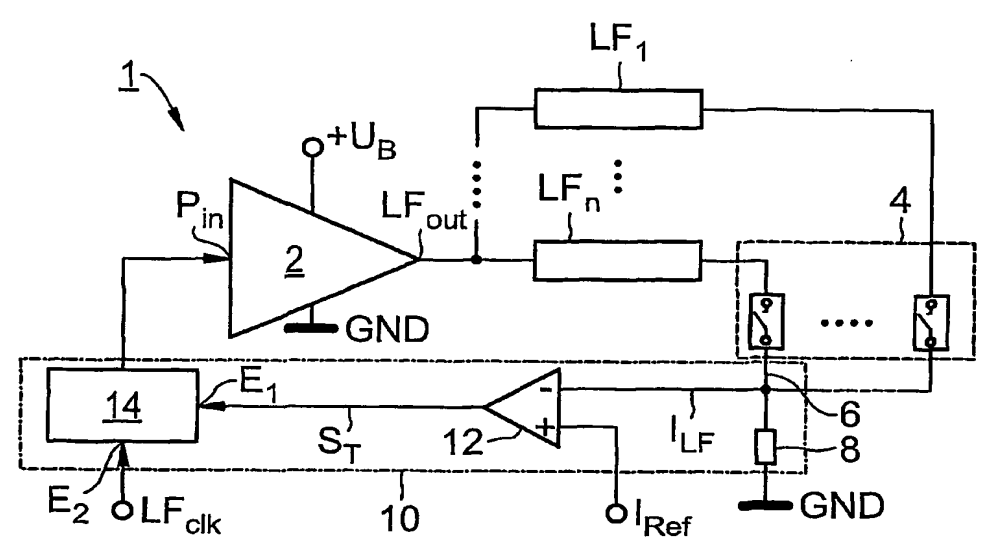 LF1
1
+UB
Pin
LFout
LFn
4
2
GND
14
E1
ST
12
-
+
ILF
6
8
E2
LFclk
10
IRef
GND